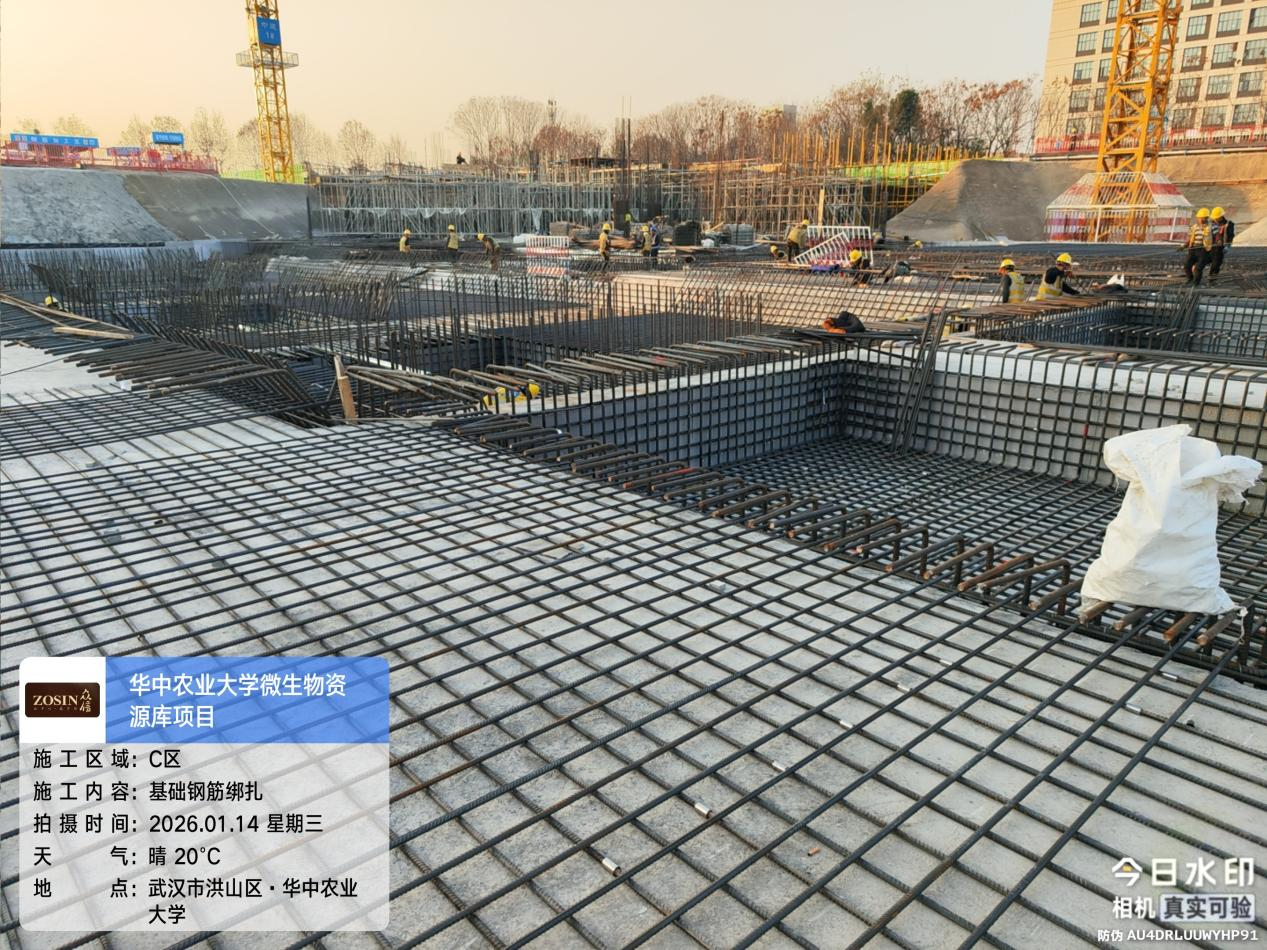 ZOSIN 众信
华中农业大学微生物资
源库项目
施工区域：C区
施工内容：基础钢筋绑扎
拍摄时间：2026.01.14 星期三
天气：晴 20°C
地点：武汉市洪山区·华中农业
大学
今日水印
相机 真实可验
防伪 AU4DRLUUWYHP91